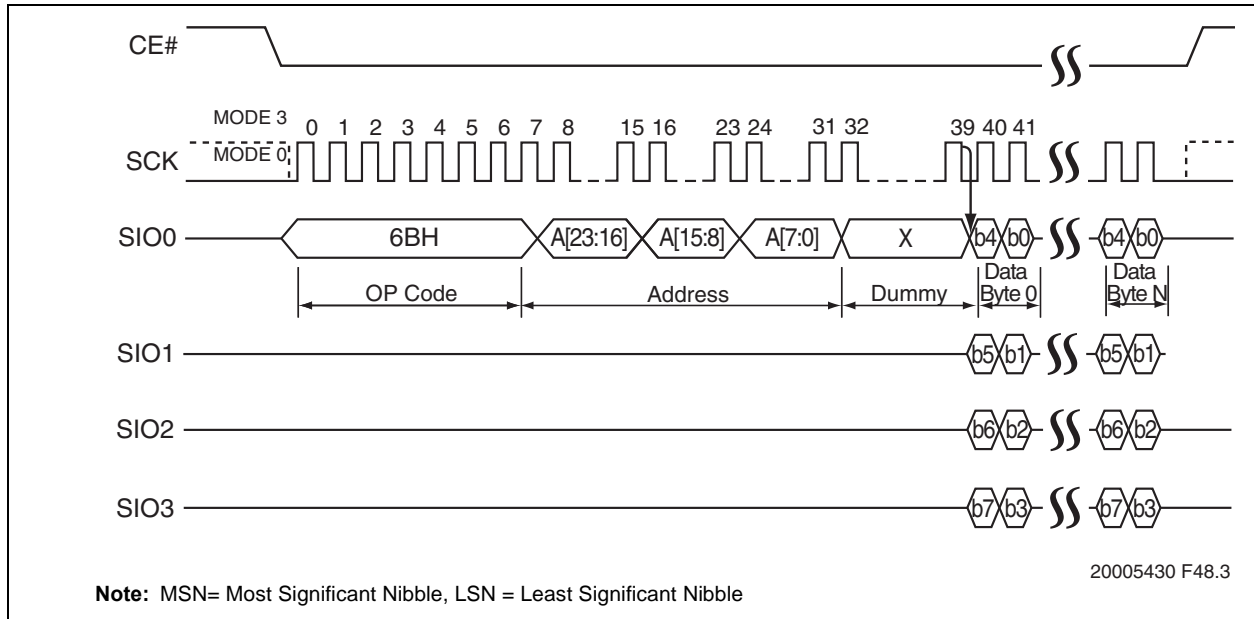 CE#
MODE 3
0 1 2 3 4 5 6 7 8 15 16 23 24 31 32 39 40 41
SCK
MODE 0
SIO0
6BH
A[23:16]
A[15:8]
A[7:0]
X
b4 b0
b4 b0
OP Code
Address
Dummy
Data
Byte 0
Data
Byte N
SIO1
b5 b1
b5 b1
SIO2
b6 b2
b6 b2
SIO3
b7 b3
b7 b3
20005430 F48.3
Note: MSN= Most Significant Nibble, LSN = Least Significant Nibble